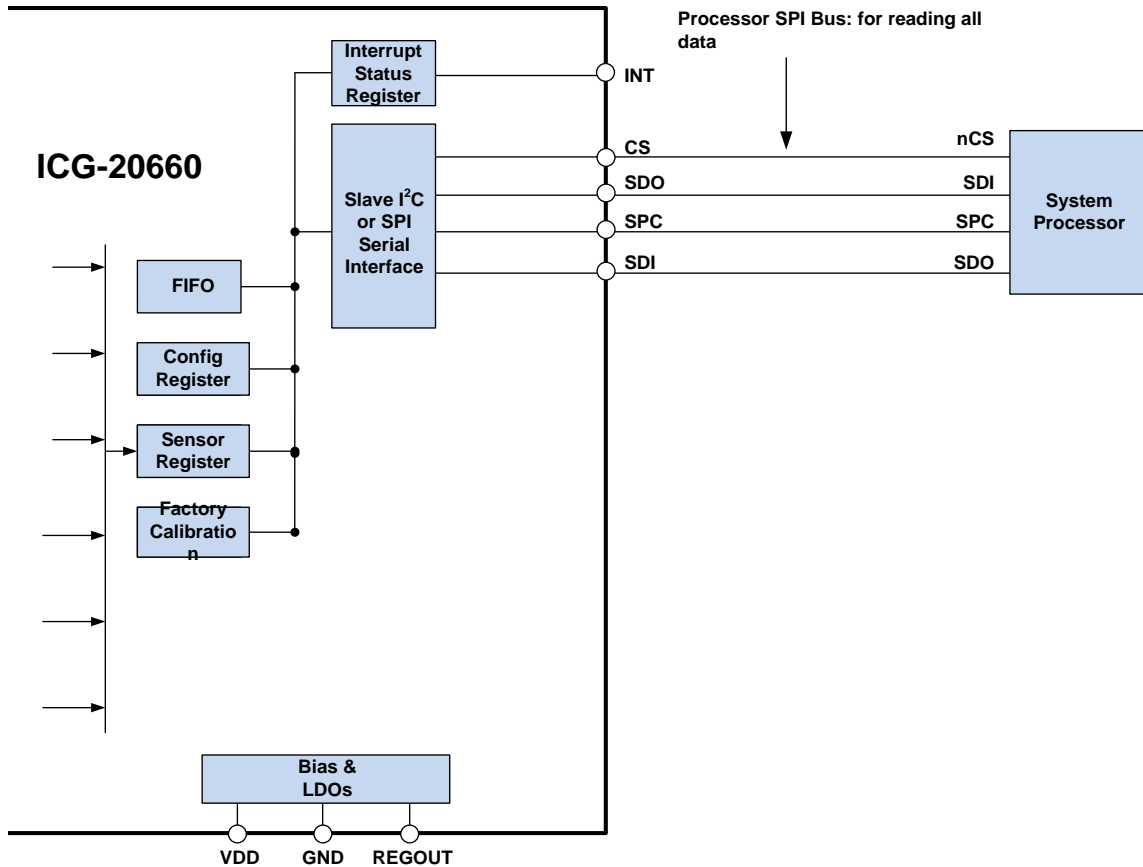 Processor SPI Bus: for reading all
data
Interrupt
Status
Register
INT
ICG-20660
Slave I²C
or SPI
Serial
Interface
CS
nCS
SDO
SDI
SPC
SPC
SDI
SDO
System
Processor
FIFO
Config
Register
Sensor
Register
Factory
Calibratio
n
Bias &
LDOs
VDD
GND
REGOUT